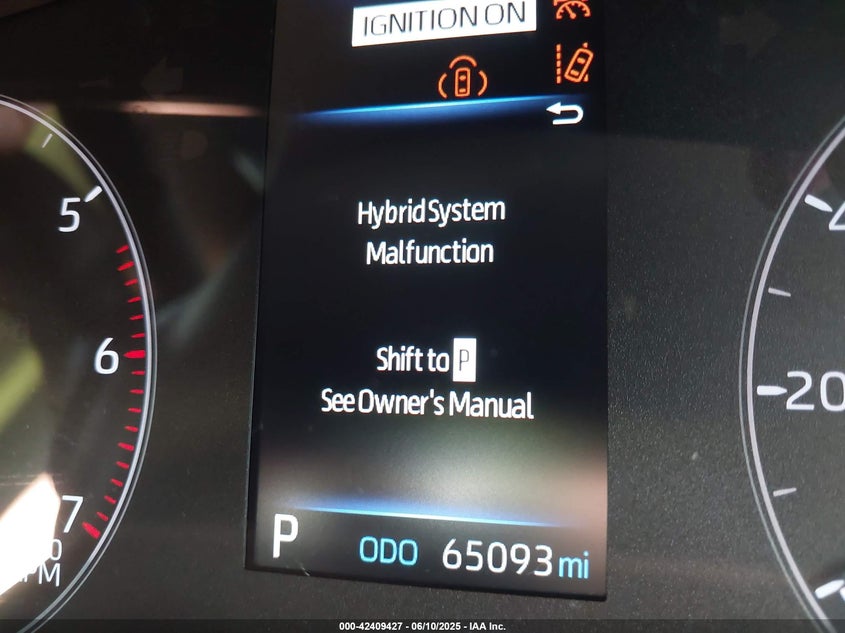 IGNITION ON
Hybrid System
Malfunction
Shift to P
See Owner's Manual
P
ODO 65093 mi
5
6
7
20
000-42409427 - 06/10/2025 - IAA Inc.